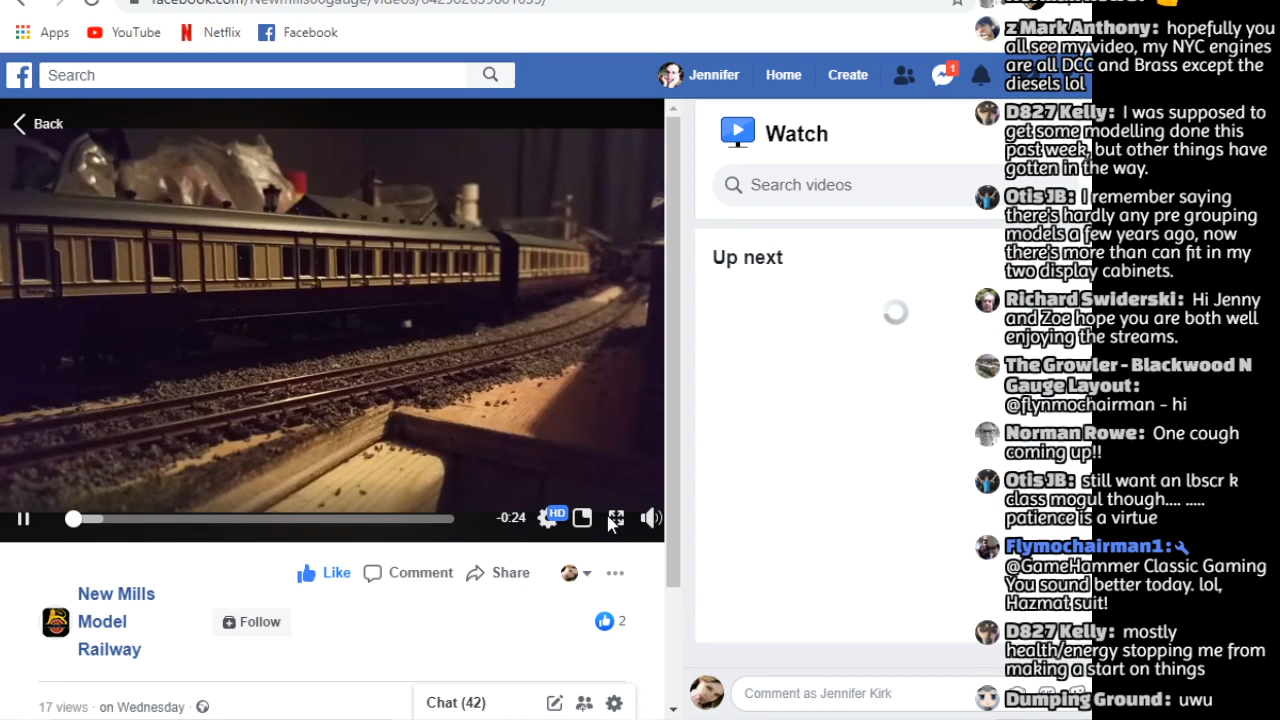 Apps
YouTube
Netflix
Facebook
Search
Jennifer
Home
Create
1
Back
-0:24
HD
Like
Comment
Share
New Mills
Model
Railway
Follow
2
17 views · on Wednesday ·
Chat (42)
Watch
Search videos
Up next
Comment as Jennifer Kirk
z Mark Anthony: hopefully you
all see my video, my NYC engines
are all DCC and Brass except the
diesels lol
D827 Kelly: I was supposed to
get some modelling done this
past week, but other things have
gotten in the way.
Otis JB: I remember saying
there's hardly any pre grouping
models a few years ago, now
there's more than can fit in my
two display cabinets.
Richard Swiderski: Hi Jenny
and Zoe hope you are both well
enjoying the streams.
The Growler - Blackwood N
Gauge Layout:
@flynmochairman - hi
Norman Rowe: One cough
coming up!!
Otis JB: still want an lbscr k
class mogul though.... .....
patience is a virtue
Flymochairman1:
@GameHammer Classic Gaming
You sound better today. lol,
Hazmat suit!
D827 Kelly: mostly
health/energy stopping me from
making a start on things
Dumping Ground: uwu